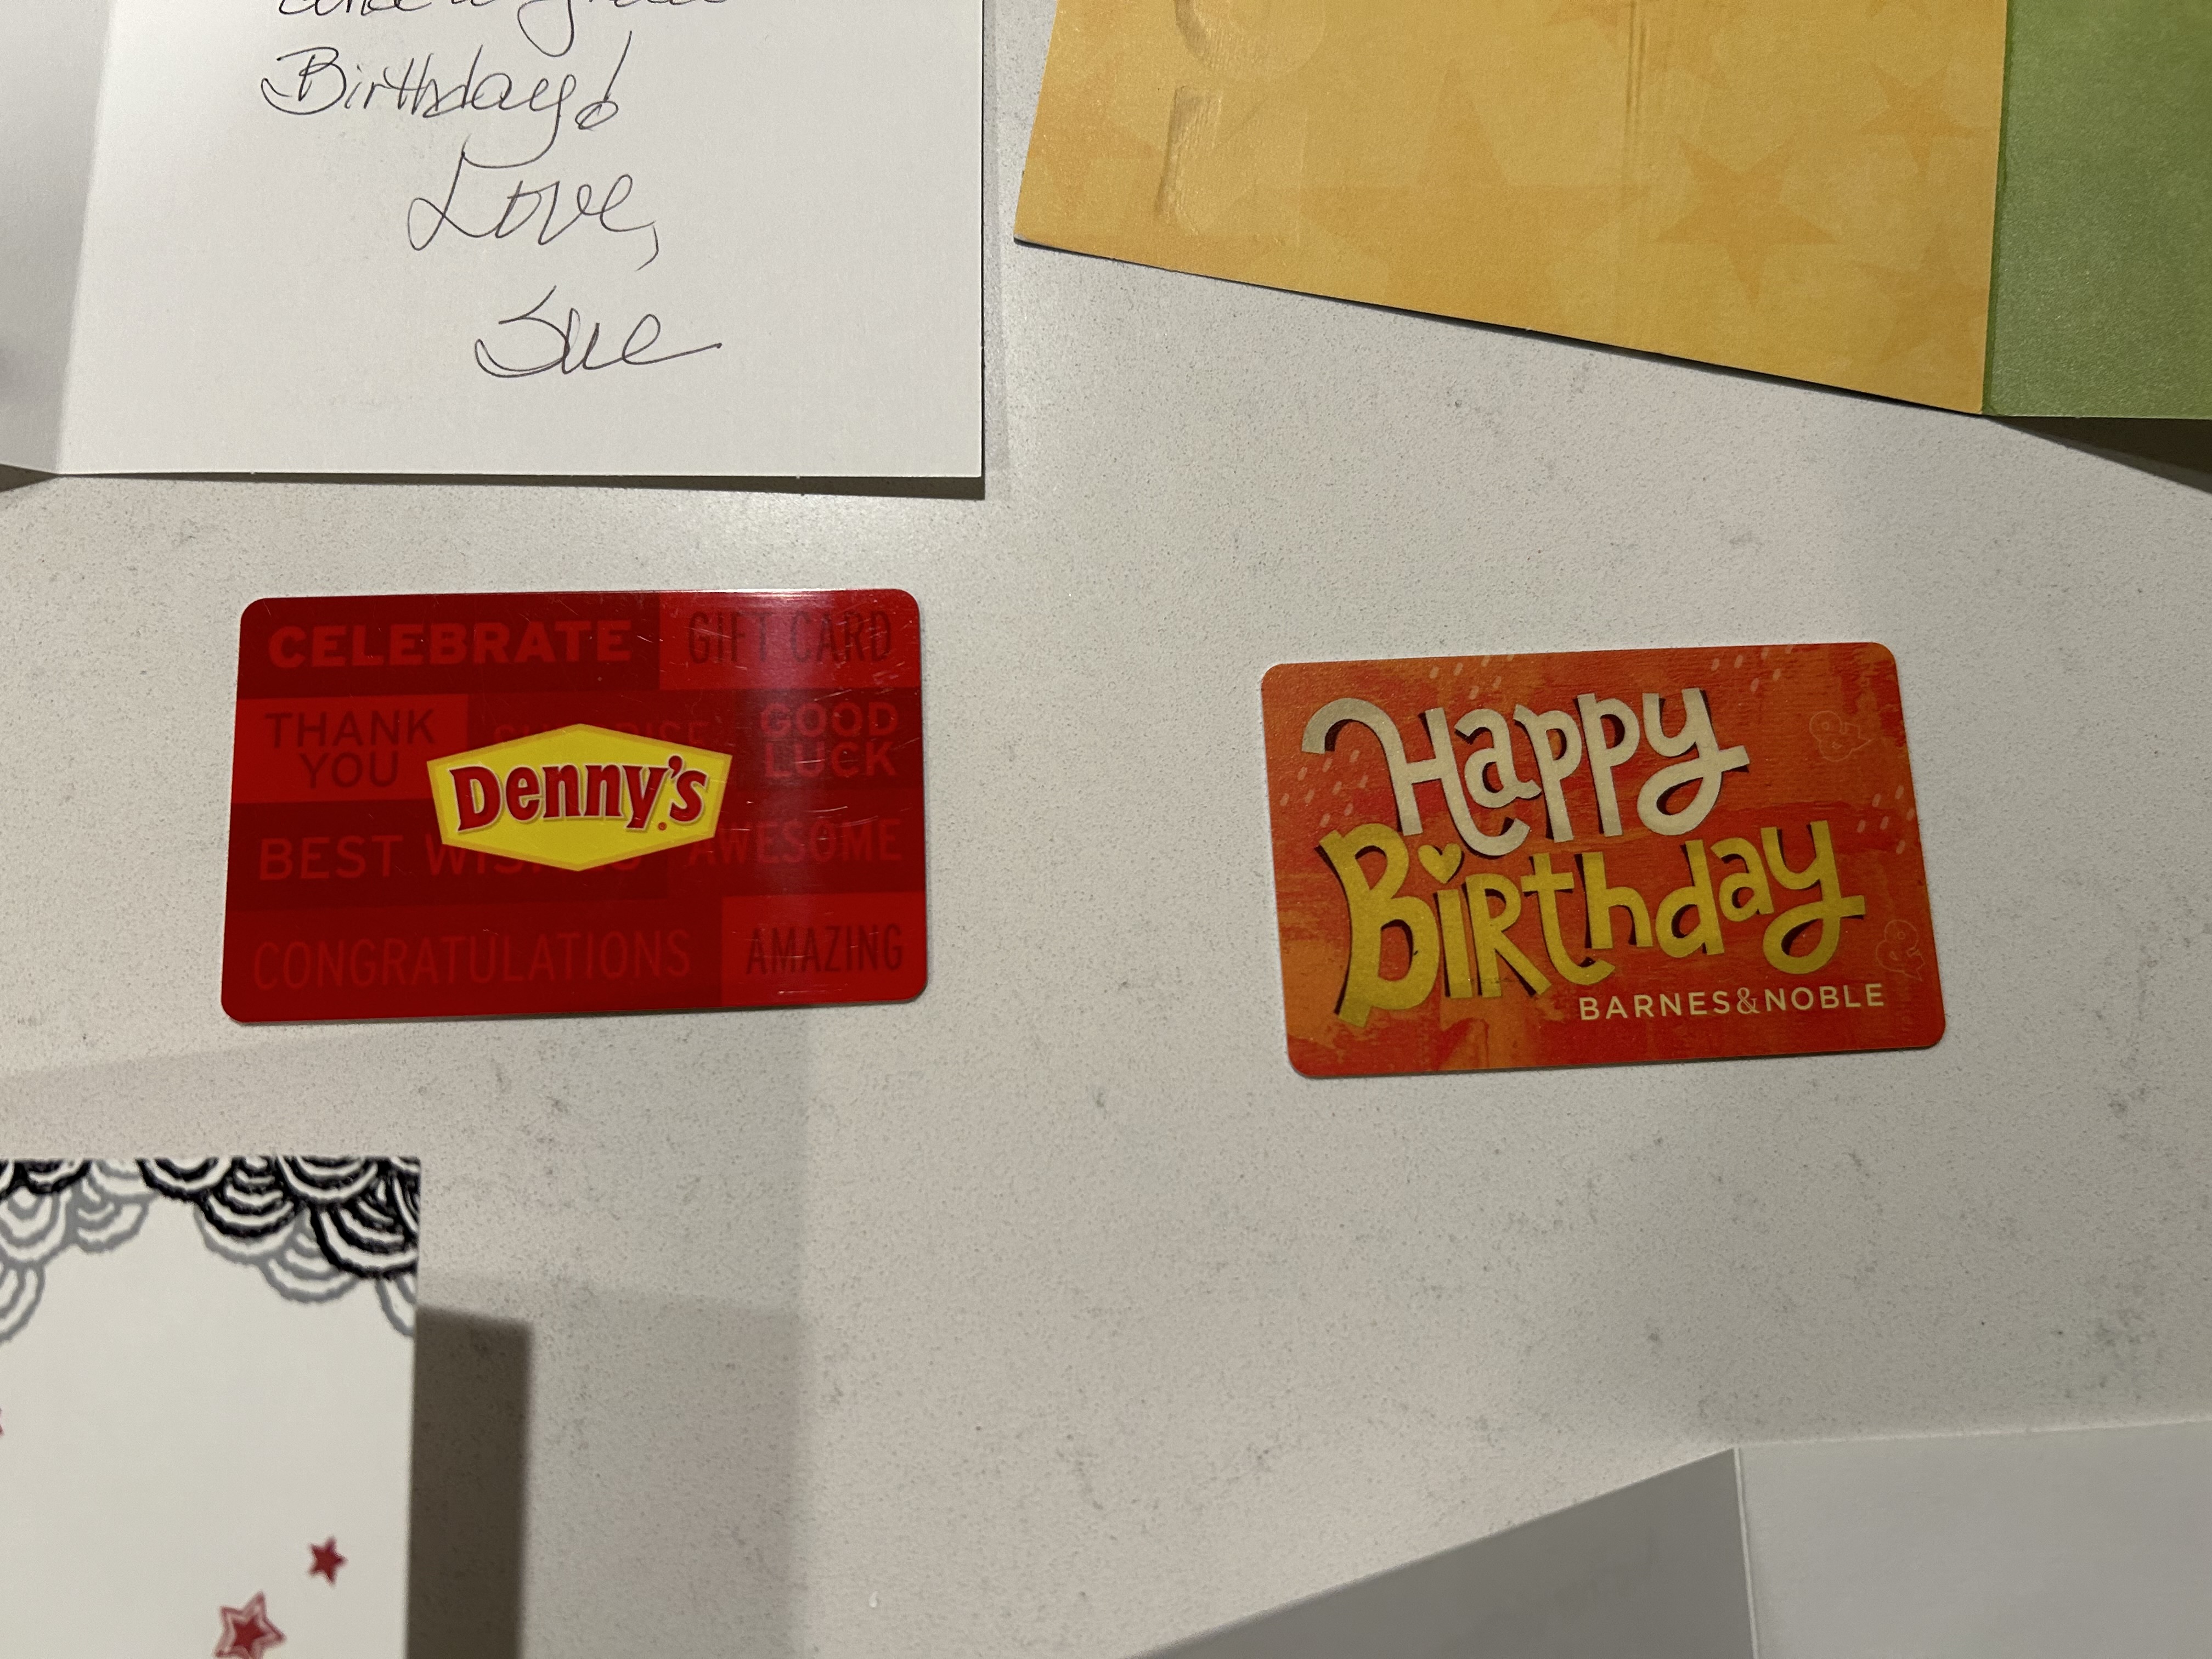 Birthday!
Love,
Sue
CELEBRATE
GIFT CARD
THANK
YOU
GOOD
LUCK
Denny's
BEST
AWESOME
CONGRATULATIONS
AMAZING
Happy
Birthday
BARNES&NOBLE
&
&